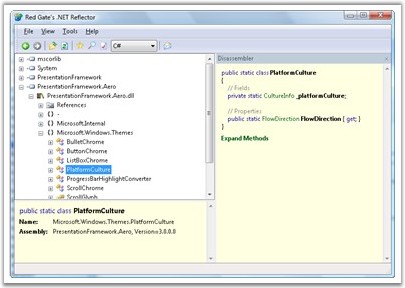 Red Gate's .NET Reflector
File View Tools Help
C#
mscorlib
System
PresentationFramework
PresentationFramework.Aero
PresentationFramework.Aero.dll
References
{ } -
{ } Microsoft.Internal
{ } Microsoft.Windows.Themes
BulletChrome
ButtonChrome
ListBoxChrome
PlatformCulture
ProgressBarHighlightConverter
ScrollChrome
ScrollGlyph
public static class PlatformCulture
Name: Microsoft.Windows.Themes.PlatformCulture
Assembly: PresentationFramework.Aero, Version=3.0.0.0
Disassembler
public static class PlatformCulture
{
// Fields
private static CultureInfo _platformCulture;
// Properties
public static FlowDirection FlowDirection { get; }
}
Expand Methods